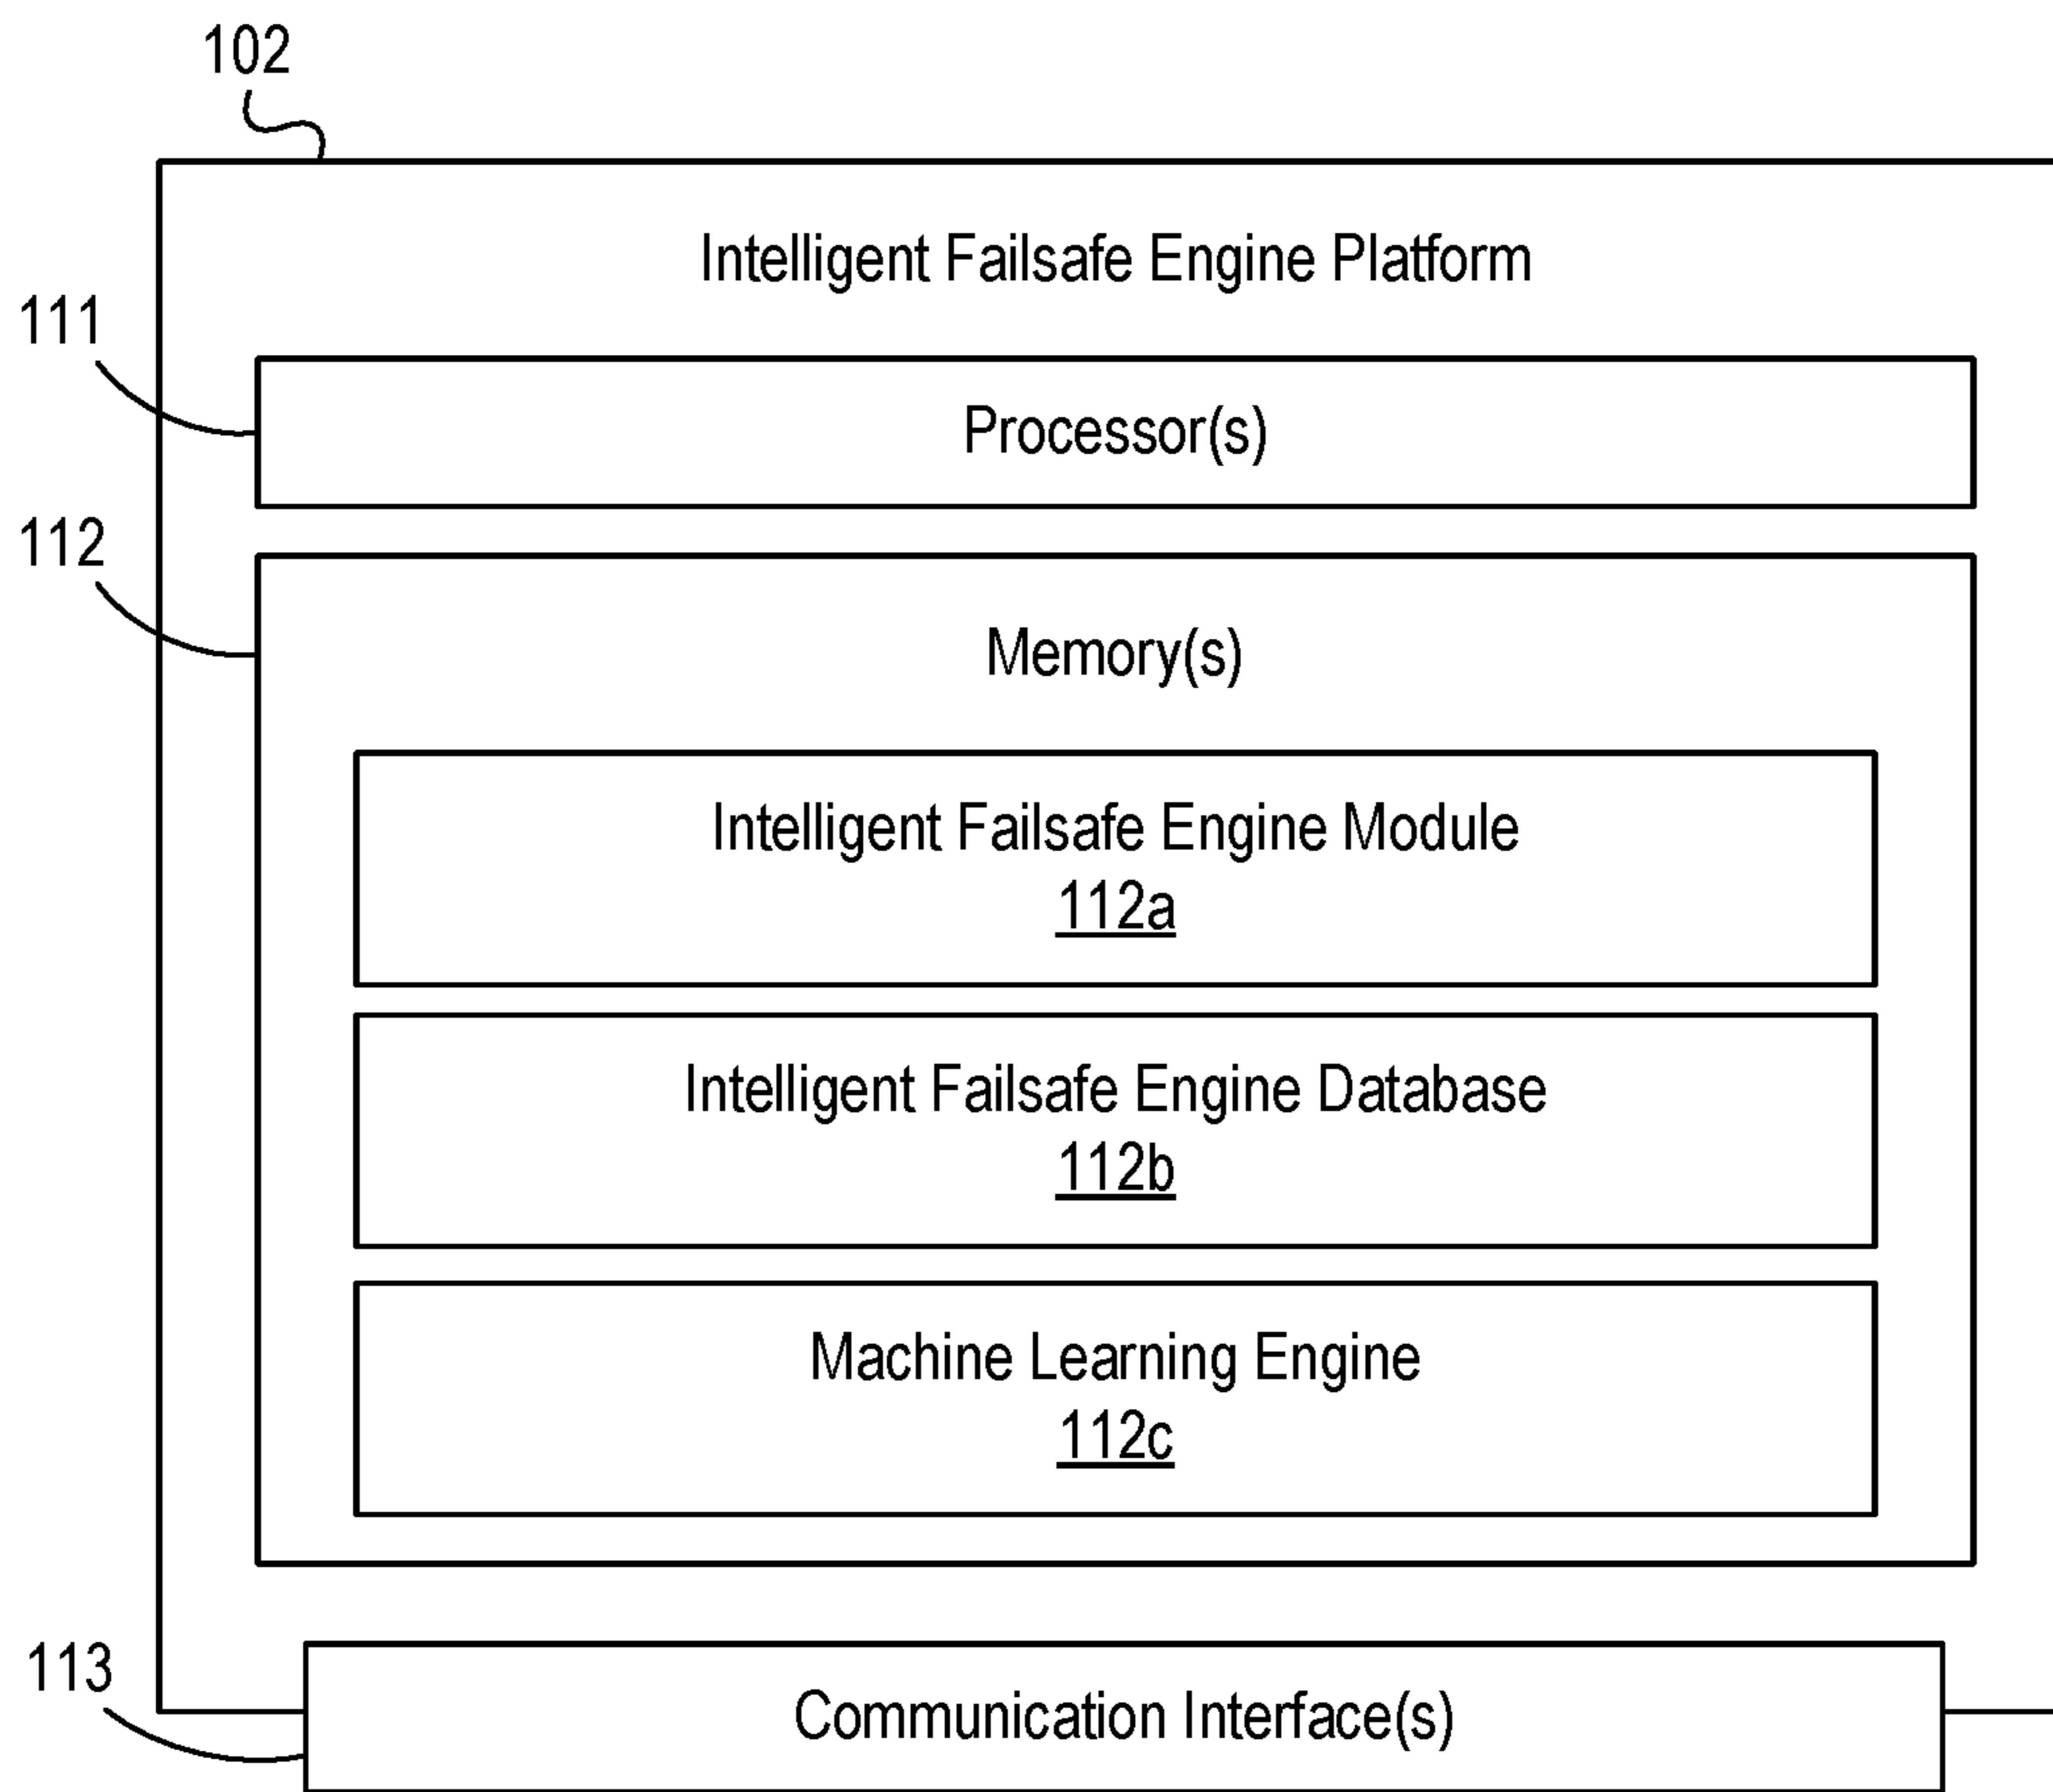 102
Intelligent Failsafe Engine Platform
111
Processor(s)
112
Memory(s)
Intelligent Failsafe Engine Module
112a
Intelligent Failsafe Engine Database
112b
Machine Learning Engine
112c
113
Communication Interface(s)